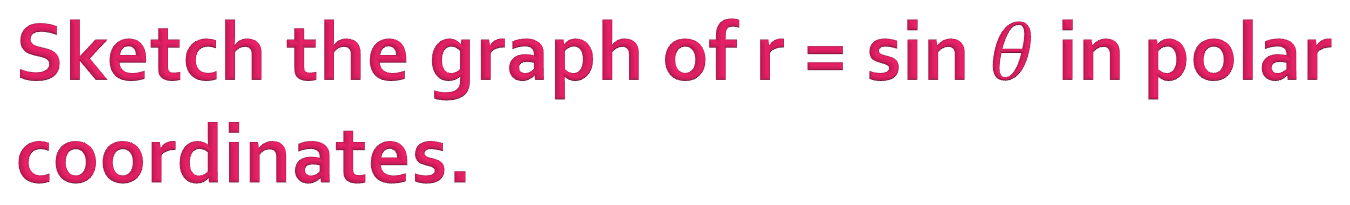 Sketch the graph of r = sin θ in polar
coordinates.